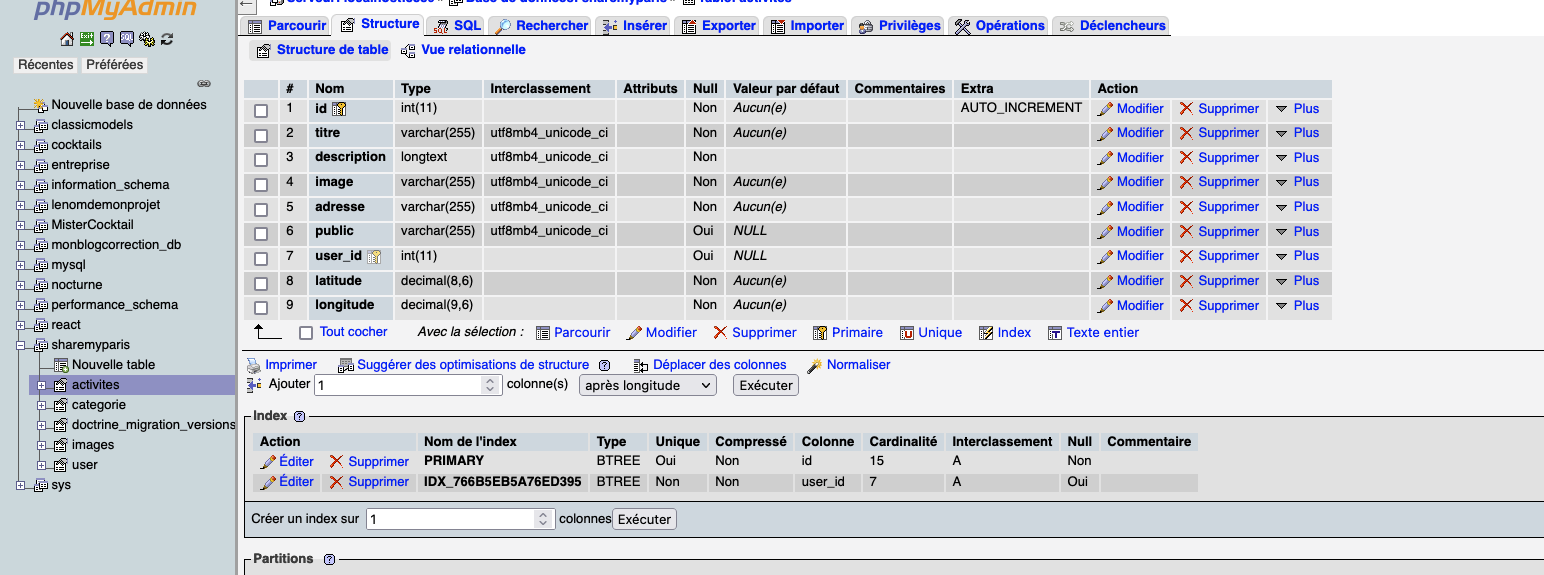 phpMyAdmin
Récentes Préférées
Nouvelle base de données
classicmodels
cocktails
entreprise
information_schema
lenomdemonprojet
MisterCocktail
monblogcorrection_db
mysql
nocturne
performance_schema
react
sharemyparis
Nouvelle table
activites
categorie
doctrine_migration_versions
images
user
sys
Parcourir Structure SQL Rechercher Insérer Exporter Importer Privilèges Opérations Déclencheurs
Structure de table Vue relationnelle
# Nom Type Interclassement Attributs Null Valeur par défaut Commentaires Extra Action
1 id int(11) Non Aucun(e) AUTO_INCREMENT Modifier Supprimer Plus
2 titre varchar(255) utf8mb4_unicode_ci Non Aucun(e) Modifier Supprimer Plus
3 description longtext utf8mb4_unicode_ci Non Modifier Supprimer Plus
4 image varchar(255) utf8mb4_unicode_ci Non Aucun(e) Modifier Supprimer Plus
5 adresse varchar(255) utf8mb4_unicode_ci Non Aucun(e) Modifier Supprimer Plus
6 public varchar(255) utf8mb4_unicode_ci Oui NULL Modifier Supprimer Plus
7 user_id int(11) Oui NULL Modifier Supprimer Plus
8 latitude decimal(8,6) Non Aucun(e) Modifier Supprimer Plus
9 longitude decimal(9,6) Non Aucun(e) Modifier Supprimer Plus
Tout cocher Avec la sélection : Parcourir Modifier Supprimer Primaire Unique Index Texte entier
Imprimer Suggérer des optimisations de structure Déplacer des colonnes Normaliser
Ajouter 1 colonne(s) après longitude Exécuter
Index
Action Nom de l'index Type Unique Compressé Colonne Cardinalité Interclassement Null Commentaire
Éditer Supprimer PRIMARY BTREE Oui Non id 15 A Non
Éditer Supprimer IDX_766B5EB5A76ED395 BTREE Non Non user_id 7 A Oui
Créer un index sur 1 colonnes Exécuter
Partitions